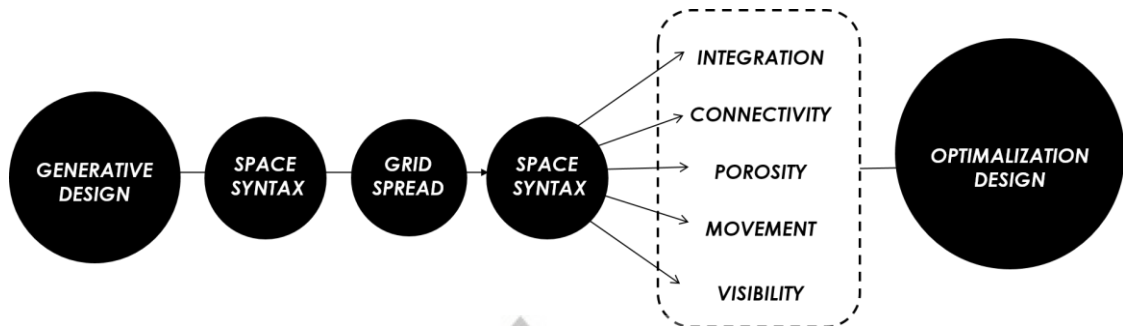 GENERATIVE
DESIGN
SPACE
SYNTAX
GRID
SPREAD
SPACE
SYNTAX
INTEGRATION
CONNECTIVITY
POROSITY
MOVEMENT
VISIBILITY
OPTIMALIZATION
DESIGN